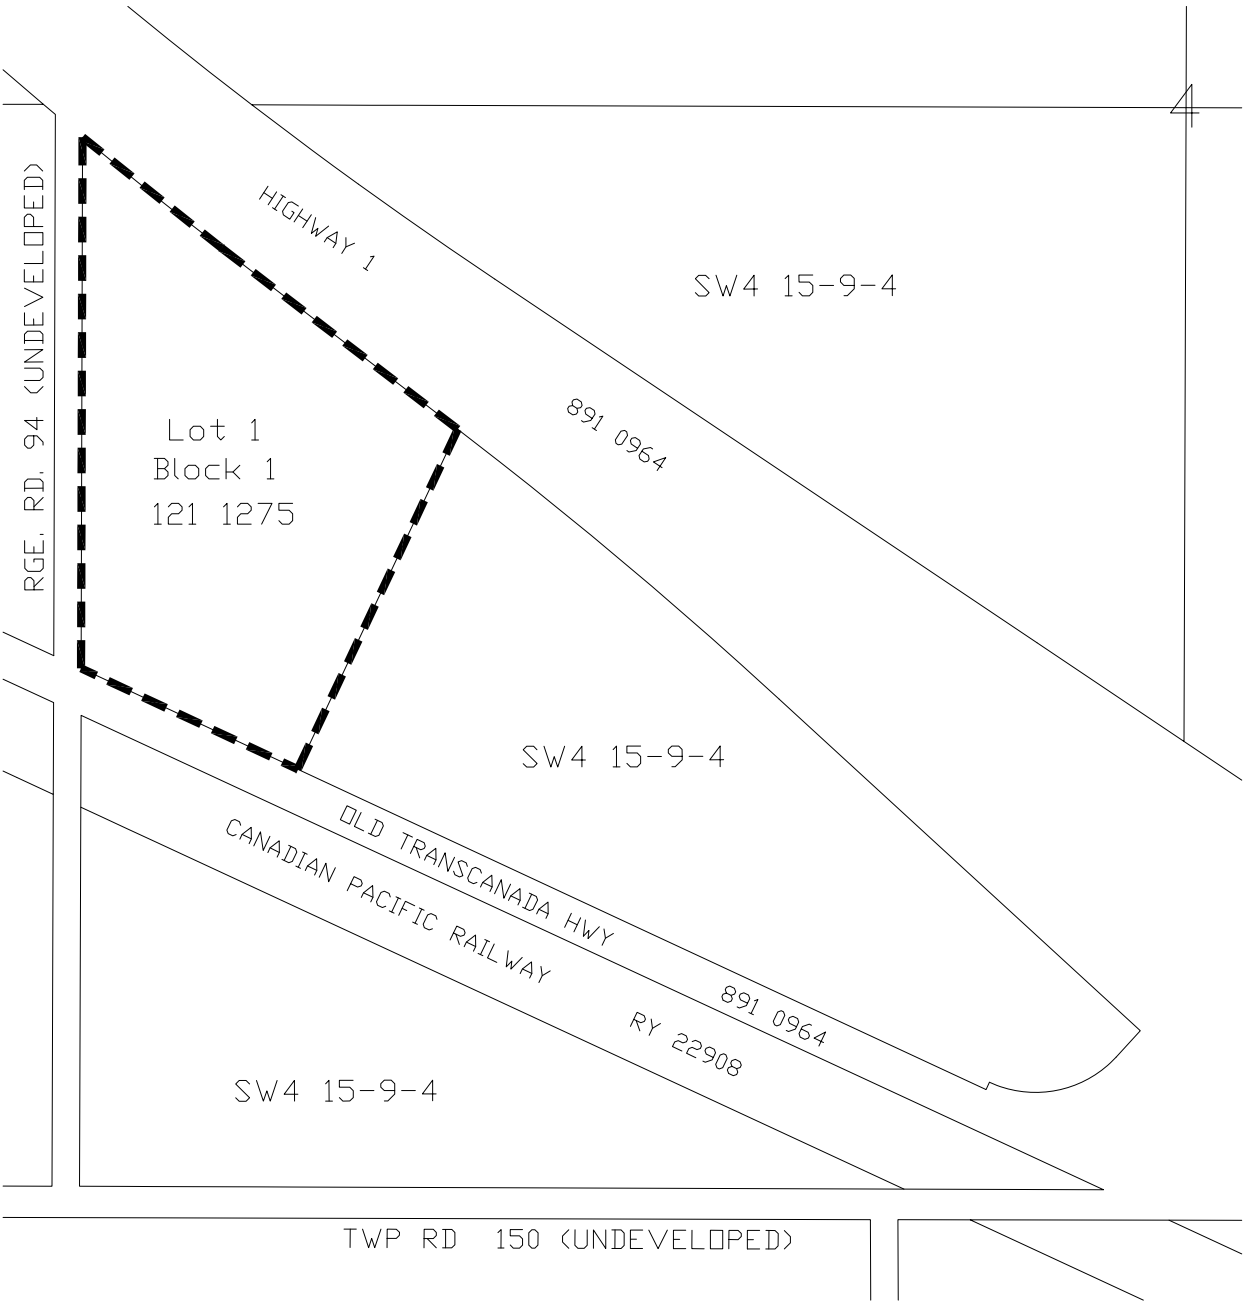 HIGHWAY 1
RGE. RD. 94 (UNDEVELOPED)
SW4 15-9-4
891 0964
Lot 1
Block 1
121 1275
SW4 15-9-4
OLD TRANSCANADA HWY
CANADIAN PACIFIC RAILWAY
891 0964
RY 22908
SW4 15-9-4
TWP RD 150 (UNDEVELOPED)